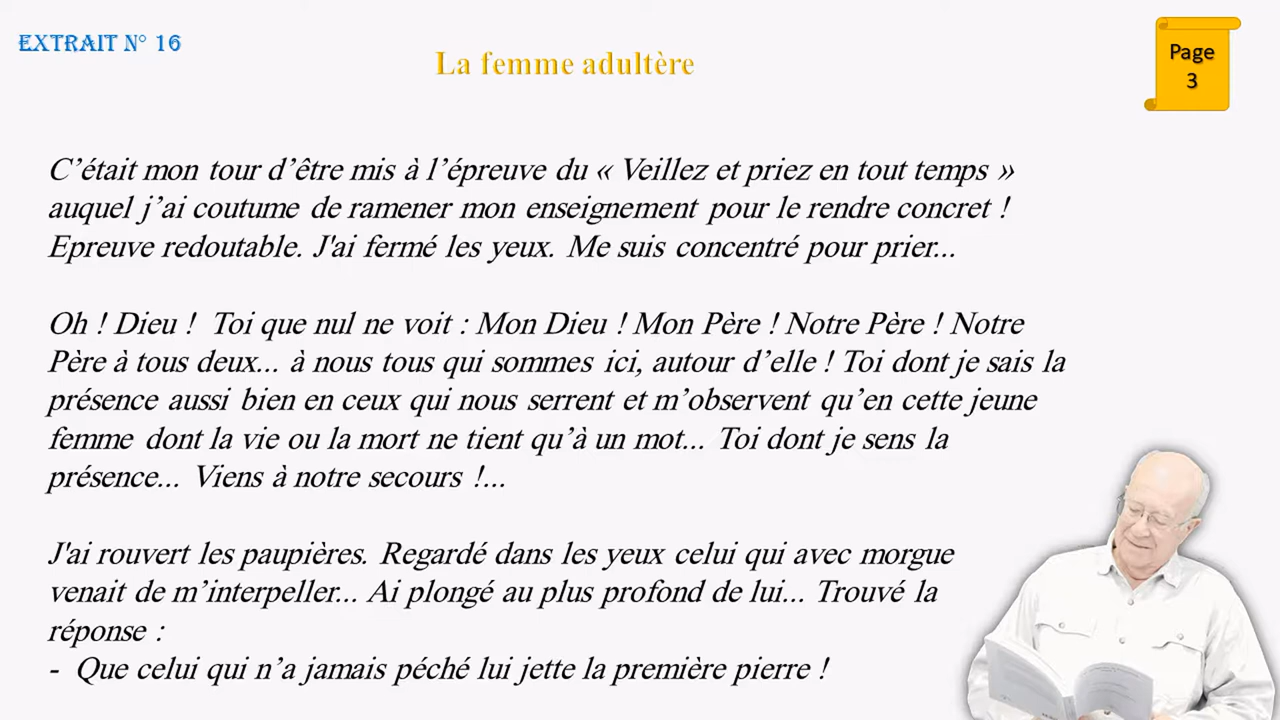 EXTRAIT N° 16
La femme adultère
Page
3
C’était mon tour d’être mis à l’épreuve du « Veillez et priez en tout temps »
auquel j’ai coutume de ramener mon enseignement pour le rendre concret !
Epreuve redoutable. J'ai fermé les yeux. Me suis concentré pour prier...
Oh ! Dieu ! Toi que nul ne voit : Mon Dieu ! Mon Père ! Notre Père ! Notre
Père à tous deux... à nous tous qui sommes ici, autour d’elle ! Toi dont je sais la
présence aussi bien en ceux qui nous serrent et m’observent qu’en cette jeune
femme dont la vie ou la mort ne tient qu’à un mot... Toi dont je sens la
présence... Viens à notre secours !...
J'ai rouvert les paupières. Regardé dans les yeux celui qui avec morgue
venait de m’interpeller... Ai plongé au plus profond de lui... Trouvé la
réponse :
- Que celui qui n’a jamais péché lui jette la première pierre !